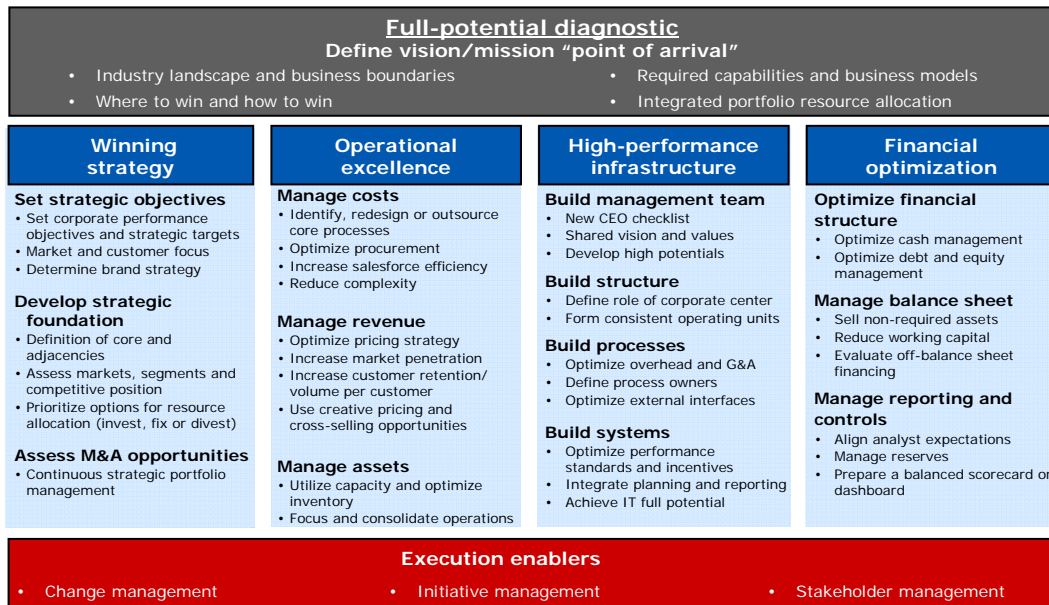 Full-potential diagnostic
Define vision/mission “point of arrival”
• Industry landscape and business boundaries
• Where to win and how to win
• Required capabilities and business models
• Integrated portfolio resource allocation
Winning
strategy
Set strategic objectives
• Set corporate performance
objectives and strategic targets
• Market and customer focus
• Determine brand strategy
Develop strategic
foundation
• Definition of core and
adjacencies
• Assess markets, segments and
competitive position
• Prioritize options for resource
allocation (invest, fix or divest)
Assess M&A opportunities
• Continuous strategic portfolio
management
Operational
excellence
Manage costs
• Identify, redesign or outsource
core processes
• Optimize procurement
• Increase salesforce efficiency
• Reduce complexity
Manage revenue
• Optimize pricing strategy
• Increase market penetration
• Increase customer retention/
volume per customer
• Use creative pricing and
cross-selling opportunities
Manage assets
• Utilize capacity and optimize
inventory
• Focus and consolidate operations
High-performance
infrastructure
Build management team
• New CEO checklist
• Shared vision and values
• Develop high potentials
Build structure
• Define role of corporate center
• Form consistent operating units
Build processes
• Optimize overhead and G&A
• Define process owners
• Optimize external interfaces
Build systems
• Optimize performance
standards and incentives
• Integrate planning and reporting
• Achieve IT full potential
Financial
optimization
Optimize financial
structure
• Optimize cash management
• Optimize debt and equity
management
Manage balance sheet
• Sell non-required assets
• Reduce working capital
• Evaluate off-balance sheet
financing
Manage reporting and
controls
• Align analyst expectations
• Manage reserves
• Prepare a balanced scorecard or
dashboard
Execution enablers
• Change management
• Initiative management
• Stakeholder management